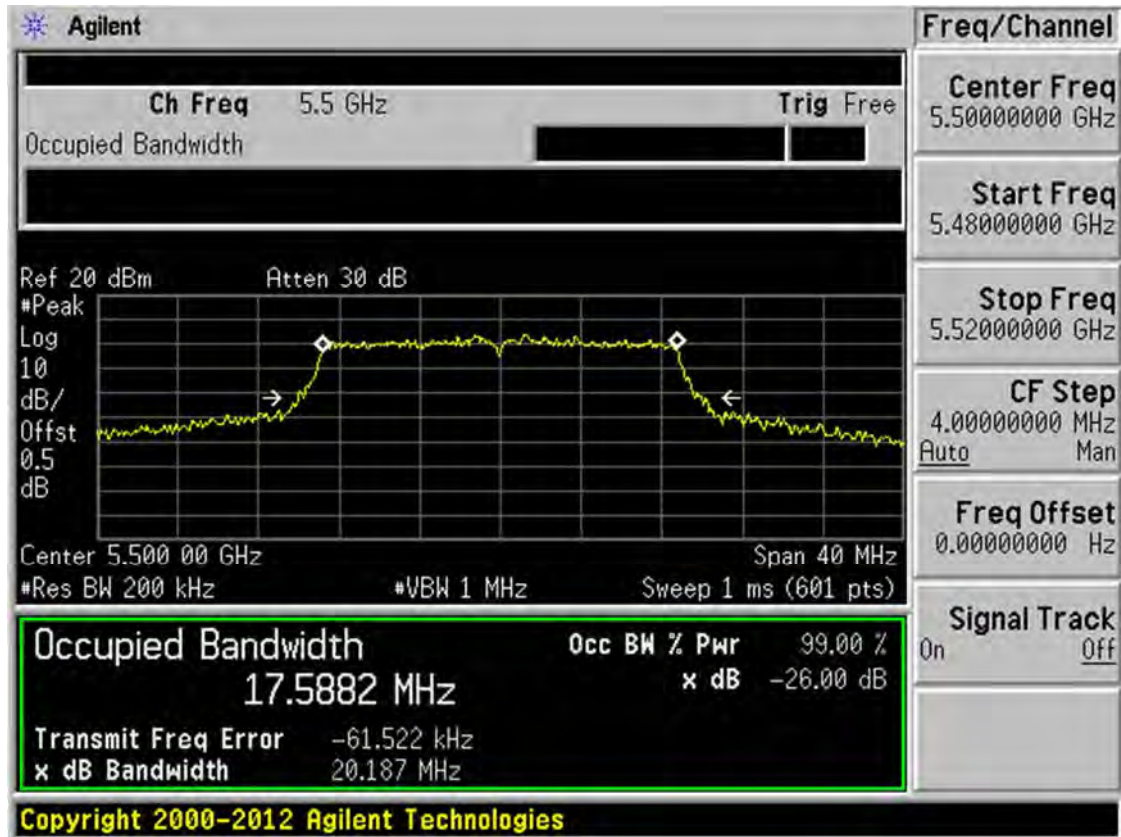 Agilent
Freq/Channel
Ch Freq 5.5 GHz Trig Free
Occupied Bandwidth
Center Freq
5.50000000 GHz
Start Freq
5.48000000 GHz
Stop Freq
5.52000000 GHz
CF Step
4.00000000 MHz
Auto Man
Freq Offset
0.00000000 Hz
Signal Track
On Off
Ref 20 dBm Atten 30 dB
#Peak
Log
10
dB/
Offst
0.5
dB
Center 5.500 00 GHz Span 40 MHz
#Res BW 200 kHz #VBW 1 MHz Sweep 1 ms (601 pts)
Occupied Bandwidth
17.5882 MHz
Occ BW % Pwr 99.00 %
x dB -26.00 dB
Transmit Freq Error -61.522 kHz
x dB Bandwidth 20.187 MHz
Copyright 2000-2012 Agilent Technologies